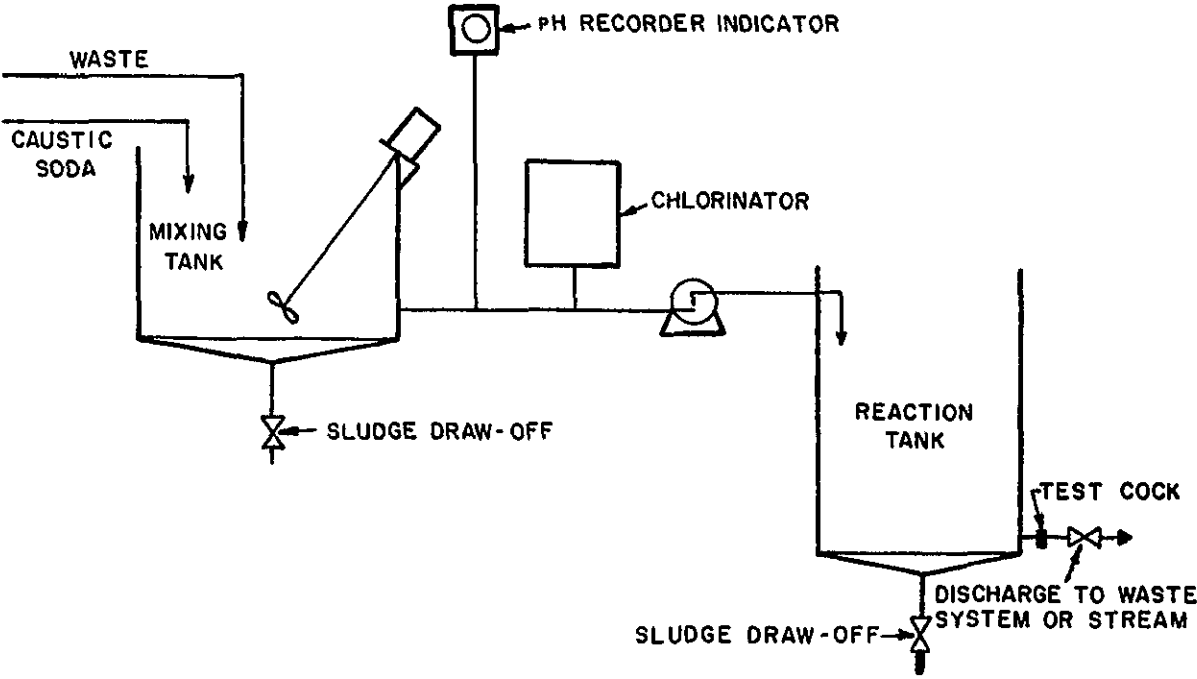 pH RECORDER INDICATOR
WASTE
CAUSTIC
SODA
CHLORINATOR
MIXING
TANK
REACTION
TANK
SLUDGE DRAW-OFF
TEST COCK
DISCHARGE TO WASTE
SYSTEM OR STREAM
SLUDGE DRAW-OFF